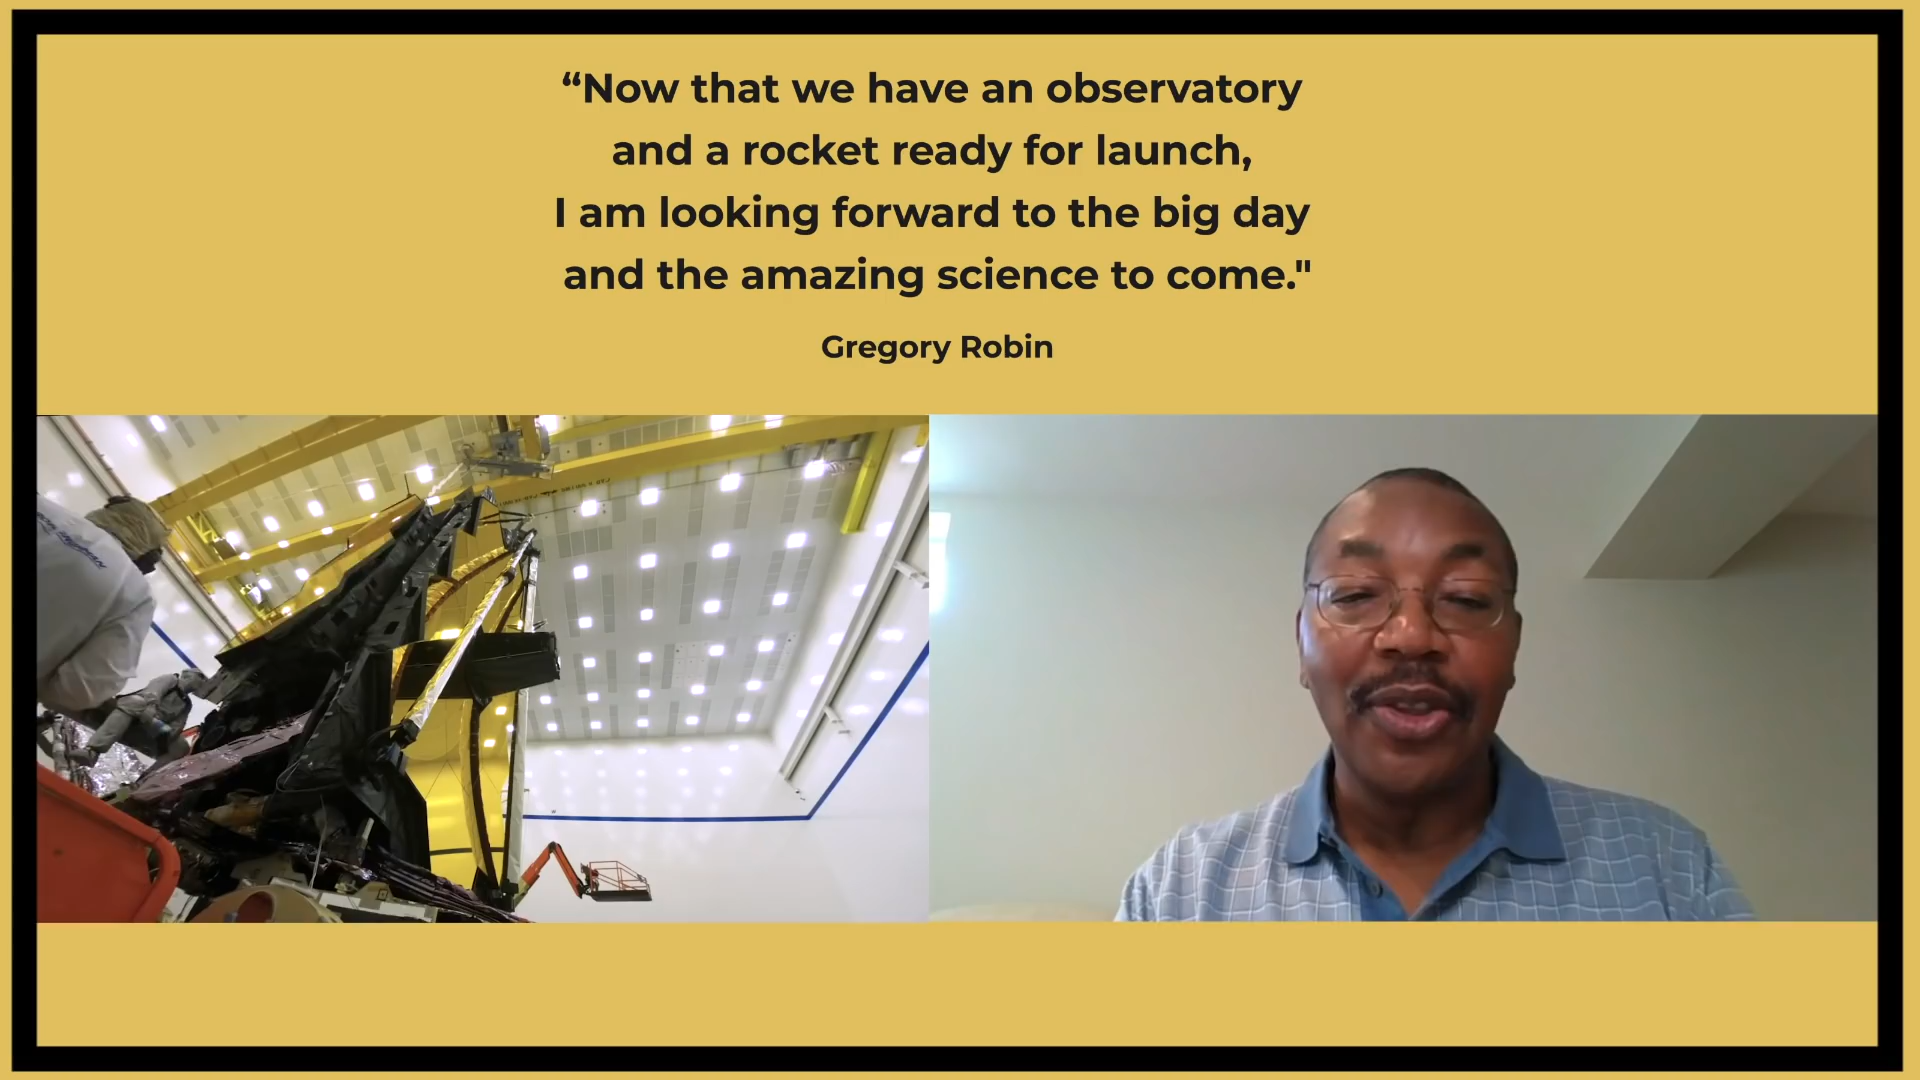 “Now that we have an observatory
and a rocket ready for launch,
I am looking forward to the big day
and the amazing science to come."
Gregory Robin